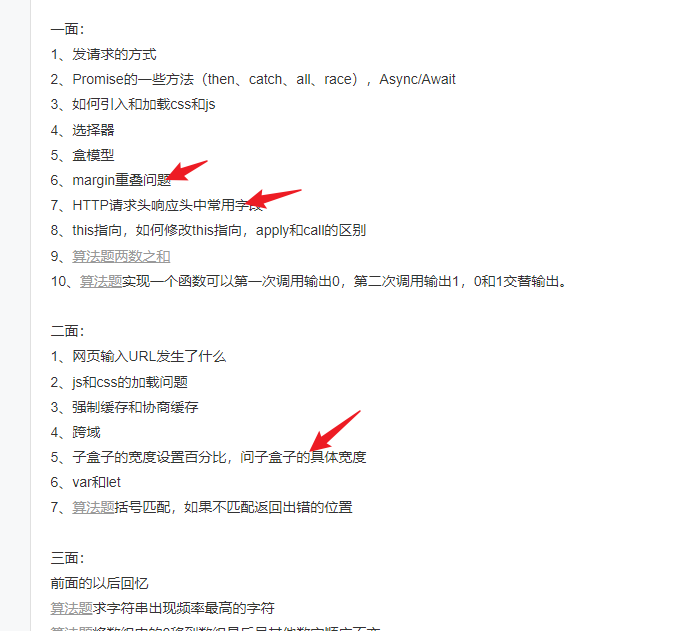 一面：
1、发请求的方式
2、Promise的一些方法（then、catch、all、race），Async/Await
3、如何引入和加载css和js
4、选择器
5、盒模型
6、margin重叠问题
7、HTTP请求头响应头中常用字段
8、this指向，如何修改this指向，apply和call的区别
9、算法题两数之和
10、算法题实现一个函数可以第一次调用输出0，第二次调用输出1，0和1交替输出。
二面：
1、网页输入URL发生了什么
2、js和css的加载问题
3、强制缓存和协商缓存
4、跨域
5、子盒子的宽度设置百分比，问子盒子的具体宽度
6、var和let
7、算法题括号匹配，如果不匹配返回出错的位置
三面：
前面的以后回忆
算法题求字符串出现频率最高的字符